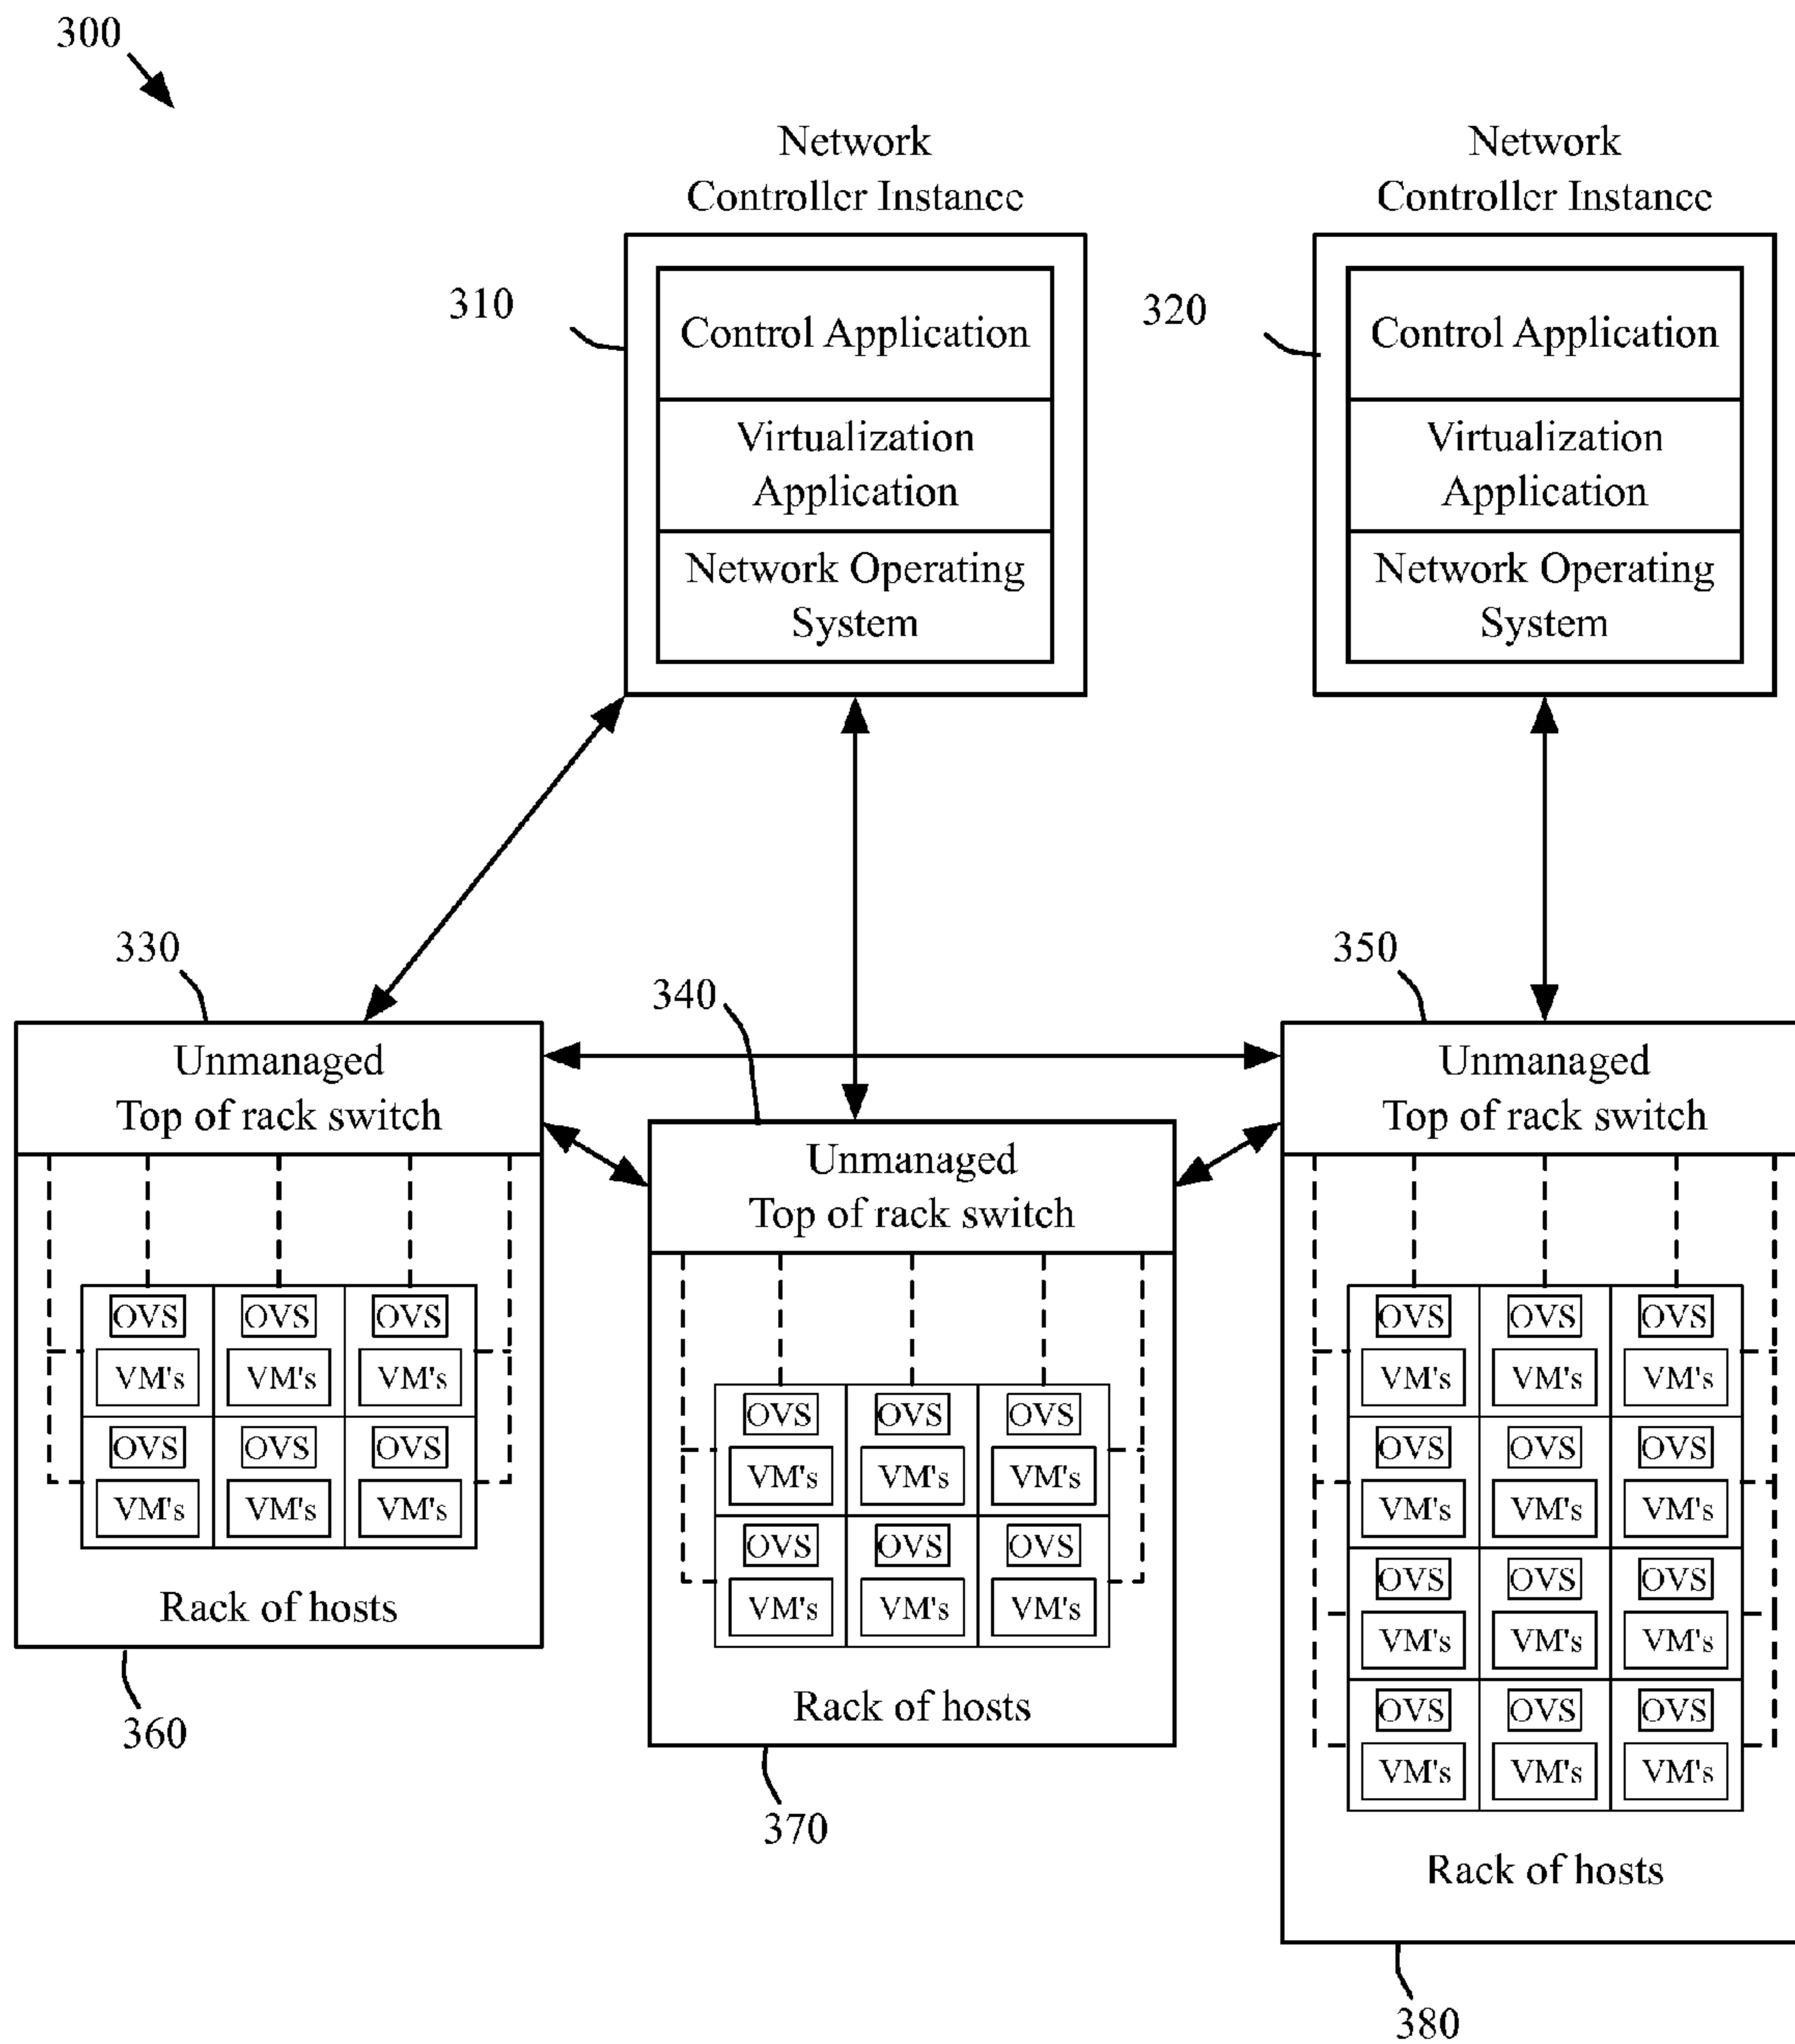 300
Network
Controller Instance
Network
Controller Instance
310
Control Application
Virtualization
Application
Network Operating
System
320
Control Application
Virtualization
Application
Network Operating
System
330
Unmanaged
Top of rack switch
340
Unmanaged
Top of rack switch
350
Unmanaged
Top of rack switch
OVS OVS OVS
VM's VM's VM's
OVS OVS OVS
VM's VM's VM's
Rack of hosts
360
OVS OVS OVS
VM's VM's VM's
OVS OVS OVS
VM's VM's VM's
Rack of hosts
370
OVS OVS OVS
VM's VM's VM's
OVS OVS OVS
VM's VM's VM's
OVS OVS OVS
VM's VM's VM's
OVS OVS OVS
VM's VM's VM's
Rack of hosts
380